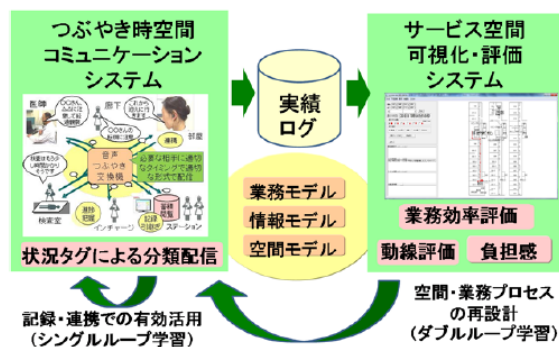 つぶやき時空間
コミュニケーション
システム
医師
廊下
部屋
連携
音声
つぶやき
交換機
必要な相手に適切
なタイミングで適切
な形式で配信
検査室
インチャージ
ステーション
状況タグによる分類配信
記録・連携での有効活用
(シングルループ学習)
実績
ログ
業務モデル
情報モデル
空間モデル
サービス空間
可視化・評価
システム
業務効率評価
動線評価
負担感
空間・業務プロセス
の再設計
(ダブルループ学習)